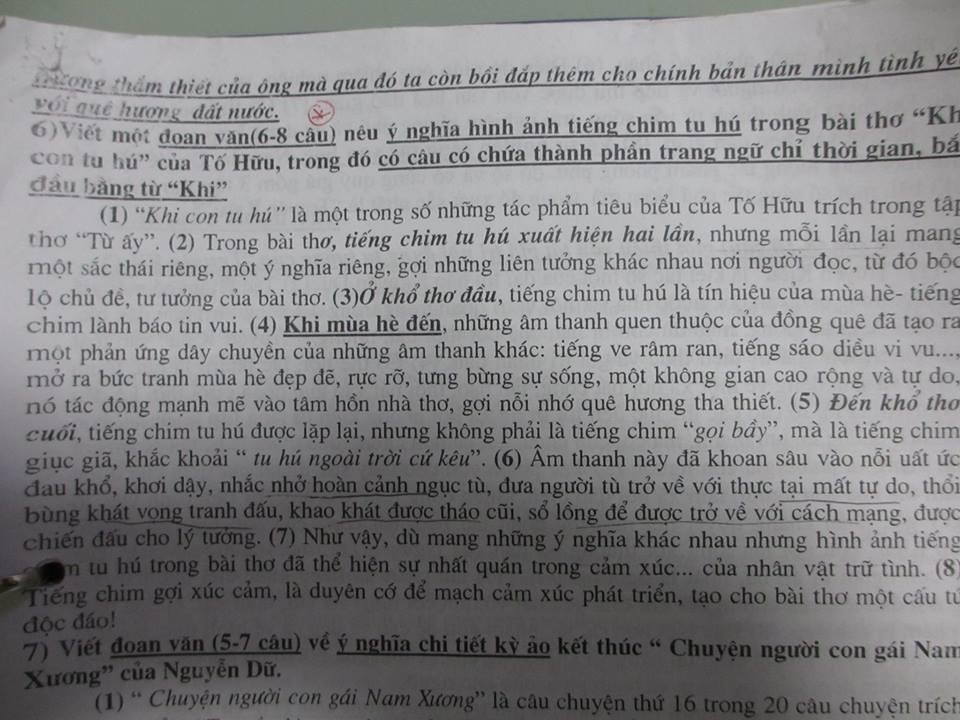 thắm thiết của ông mà qua đó ta còn bồi đắp thêm cho chính bản thân mình tình yê
với quê hương đất nước.
6) Viết một đoạn văn(6-8 câu) nêu ý nghĩa hình ảnh tiếng chim tu hú trong bài thơ “Kh
con tu hú” của Tố Hữu, trong đó có câu có chứa thành phần trạng ngữ chỉ thời gian, bắ
đầu bằng từ “Khi”
(1) “Khi con tu hú” là một trong số những tác phẩm tiêu biểu của Tố Hữu trích trong tập
thơ “Từ ấy”. (2) Trong bài thơ, tiếng chim tu hú xuất hiện hai lần, nhưng mỗi lần lại mang
một sắc thái riêng, một ý nghĩa riêng, gợi những liên tưởng khác nhau nơi người đọc, từ đó bộc
lộ chủ đề, tư tưởng của bài thơ. (3)Ở khổ thơ đầu, tiếng chim tu hú là tín hiệu của mùa hè- tiếng
chim lành báo tin vui. (4) Khi mùa hè đến, những âm thanh quen thuộc của đồng quê đã tạo ra
một phản ứng dây chuyền của những âm thanh khác: tiếng ve râm ran, tiếng sáo diều vi vu...,
mở ra bức tranh mùa hè đẹp đẽ, rực rỡ, tưng bừng sự sống, một không gian cao rộng và tự do,
nó tác động mạnh mẽ vào tâm hồn nhà thơ, gợi nỗi nhớ quê hương tha thiết. (5) Đến khổ thơ
cuối, tiếng chim tu hú được lặp lại, nhưng không phải là tiếng chim “gọi bầy”, mà là tiếng chim
giục giã, khắc khoải “ tu hú ngoài trời cứ kêu”. (6) Âm thanh này đã khoan sâu vào nỗi uất ức
đau khổ, khơi dậy, nhắc nhở hoàn cảnh ngục tù, đưa người tù trở về với thực tại mất tự do, thổi
bùng khát vọng tranh đấu, khao khát được tháo cũi, sổ lồng để được trở về với cách mạng, được
chiến đấu cho lý tưởng. (7) Như vậy, dù mang những ý nghĩa khác nhau nhưng hình ảnh tiếng
tu hú trong bài thơ đã thể hiện sự nhất quán trong cảm xúc... của nhân vật trữ tình. (8)
Tiếng chim gợi xúc cảm, là duyên cớ để mạch cảm xúc phát triển, tạo cho bài thơ một cấu tứ
độc đáo!
7) Viết đoạn văn (5-7 câu) về ý nghĩa chi tiết kỳ ảo kết thúc “ Chuyện người con gái Nam
Xương” của Nguyễn Dữ.
(1) “ Chuyện người con gái Nam Xương” là câu chuyện thứ 16 trong 20 câu chuyện trích